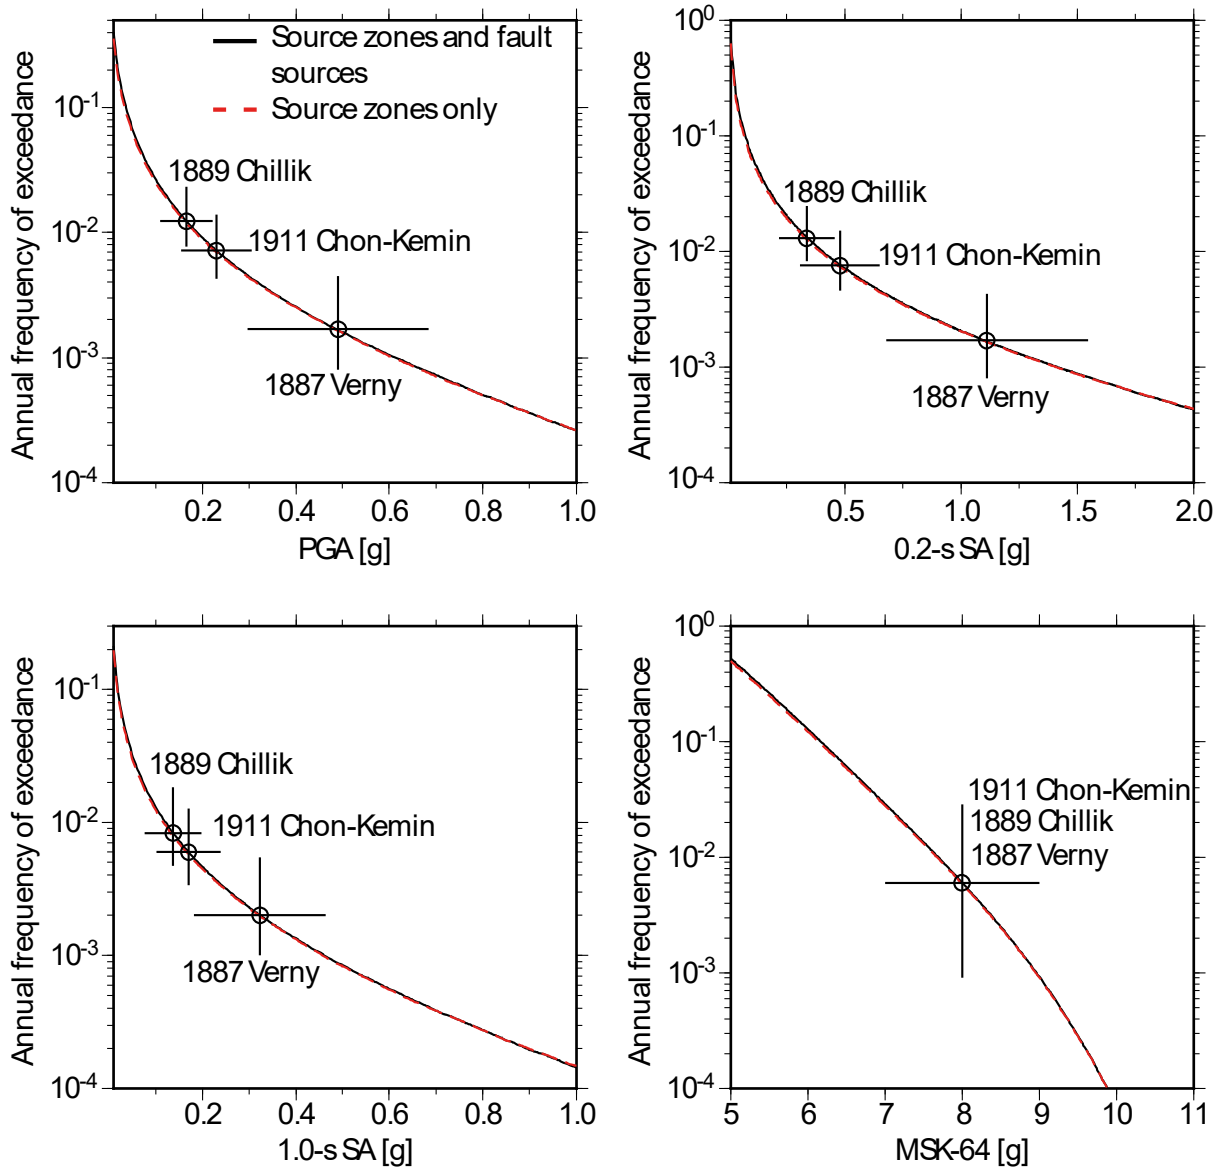 Source zones and fault
sources
Source zones only
Annual frequency of exceedance
10-1
10-2
10-3
10-4
1889 Chillik
1911 Chon-Kemin
1887 Verny
0.2 0.4 0.6 0.8 1.0
PGA [g]
Annual frequency of exceedance
100
10-1
10-2
10-3
10-4
1889 Chillik
1911 Chon-Kemin
1887 Verny
0.5 1.0 1.5 2.0
0.2-s SA [g]
Annual frequency of exceedance
10-1
10-2
10-3
10-4
1889 Chillik
1911 Chon-Kemin
1887 Verny
0.2 0.4 0.6 0.8 1.0
1.0-s SA [g]
Annual frequency of exceedance
100
10-1
10-2
10-3
10-4
1911 Chon-Kemin
1889 Chillik
1887 Verny
5 6 7 8 9 10 11
MSK-64 [g]